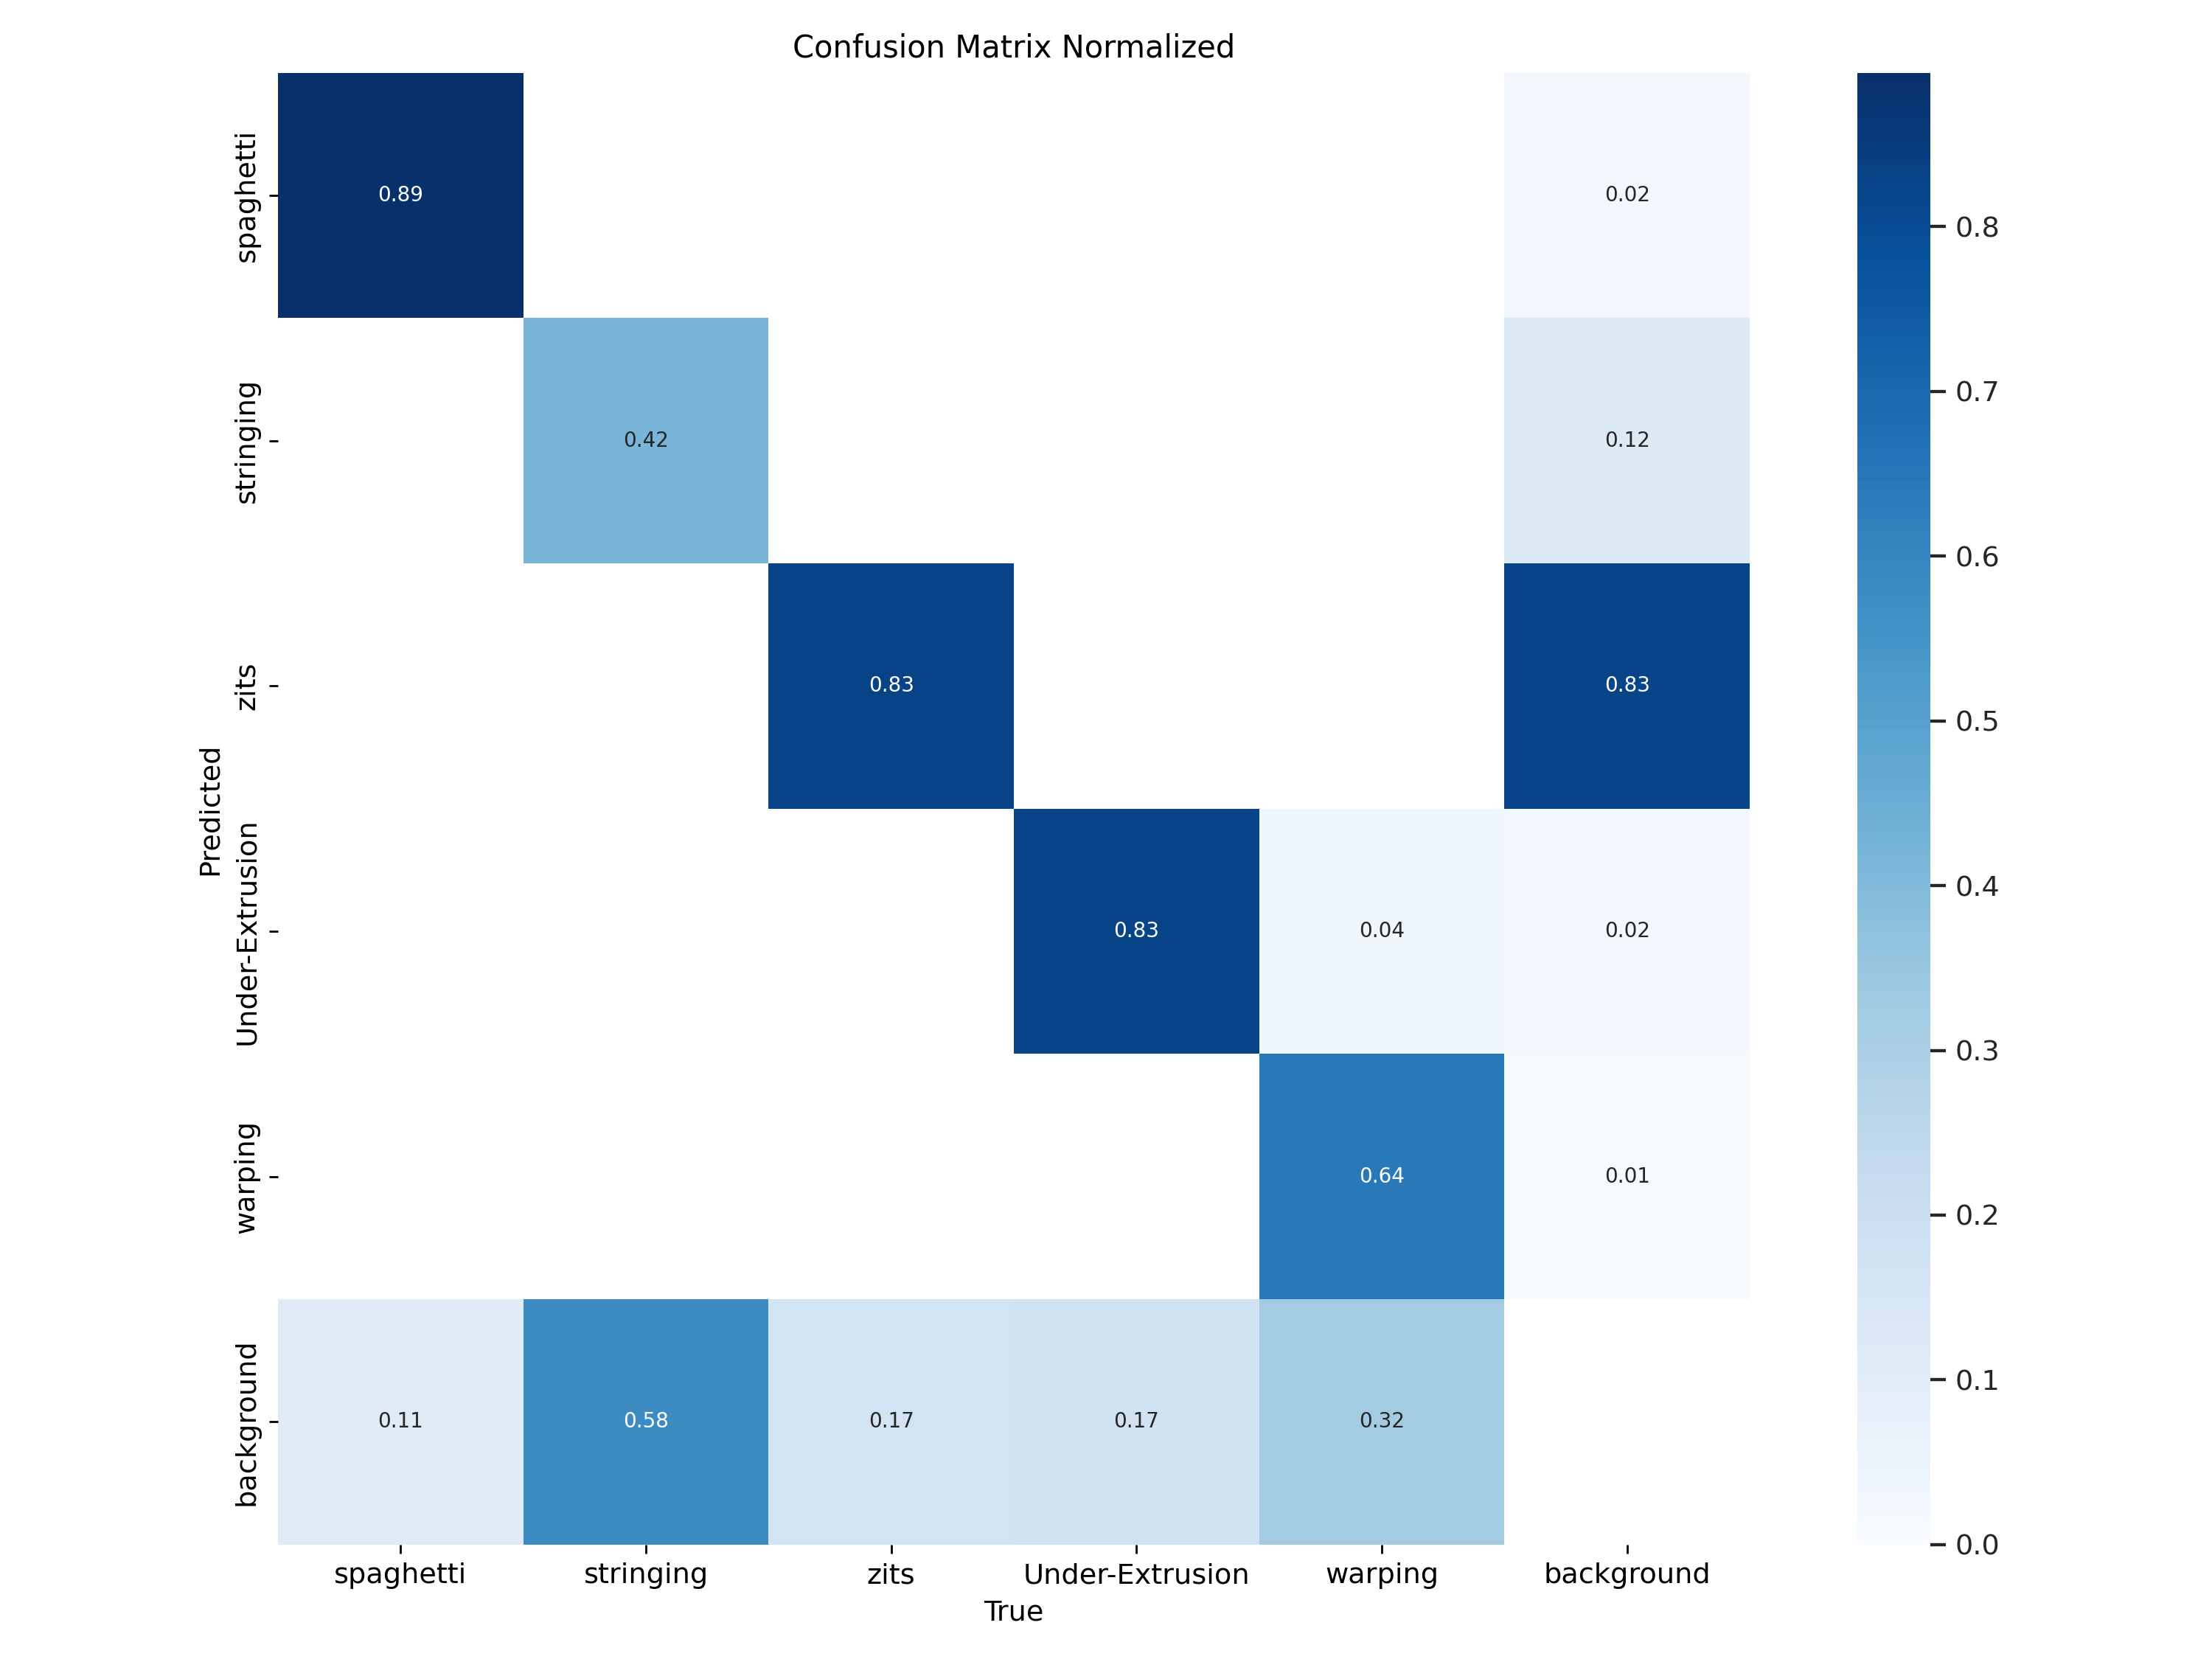 Confusion Matrix Normalized
spaghetti
0.89
0.02
stringing
0.42
0.12
zits
0.83
0.83
Under-Extrusion
0.83
0.04
0.02
warping
0.64
0.01
background
0.11
0.58
0.17
0.17
0.32
Predicted
spaghetti
stringing
zits
Under-Extrusion
warping
background
True
0.8
0.7
0.6
0.5
0.4
0.3
0.2
0.1
0.0